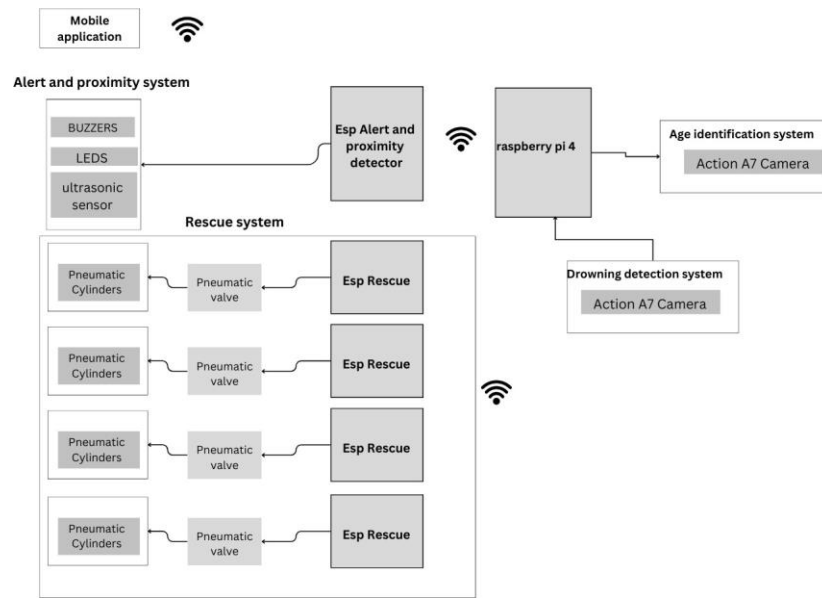 Mobile
application
Alert and proximity system
BUZZERS
LEDS
ultrasonic
sensor
Esp Alert and
proximity
detector
raspberry pi 4
Age identification system
Action A7 Camera
Drowning detection system
Action A7 Camera
Rescue system
Pneumatic
Cylinders
Pneumatic
valve
Esp Rescue
Pneumatic
Cylinders
Pneumatic
valve
Esp Rescue
Pneumatic
Cylinders
Pneumatic
valve
Esp Rescue
Pneumatic
Cylinders
Pneumatic
valve
Esp Rescue